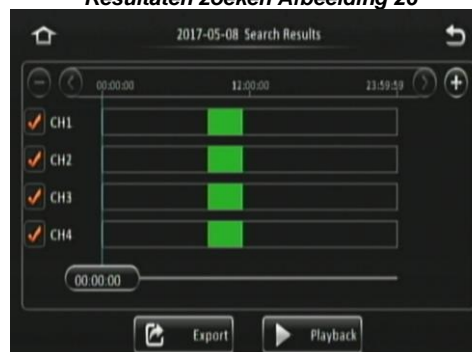 Resultaten zoeken Afbeelding 20
2017-05-08 Search Results
00:00:00 12:00:00 23:59:59
CH1
CH2
CH3
CH4
00:00:00
Export Playback